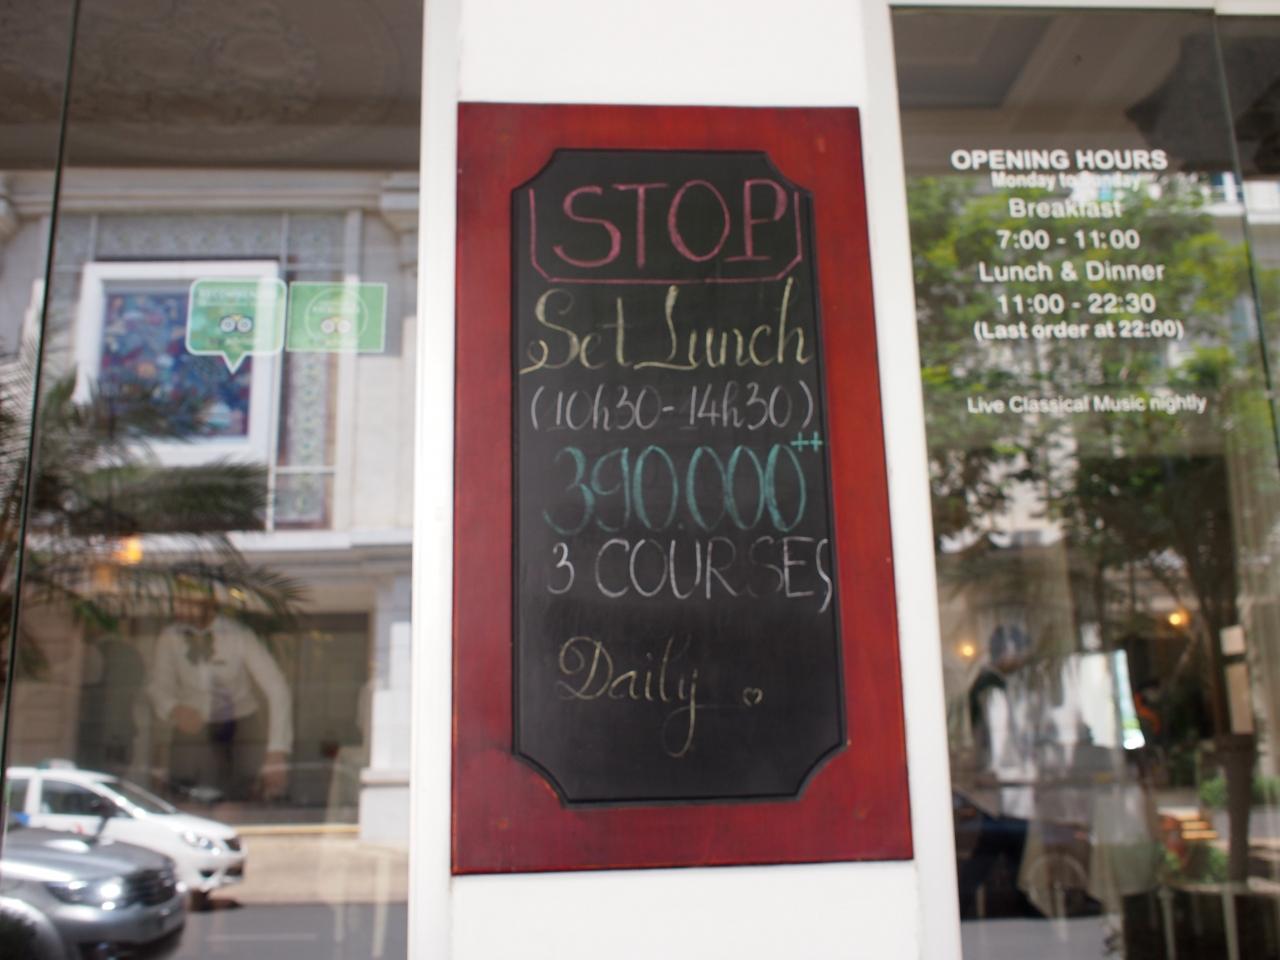 STOP
Set Lunch
(10h30-14h30)
390.000++
3 COURSES
Daily
OPENING HOURS
Monday to Sunday
Breakfast
7:00 - 11:00
Lunch & Dinner
11:00 - 22:30
(Last order at 22:00)
Live Classical Music nightly